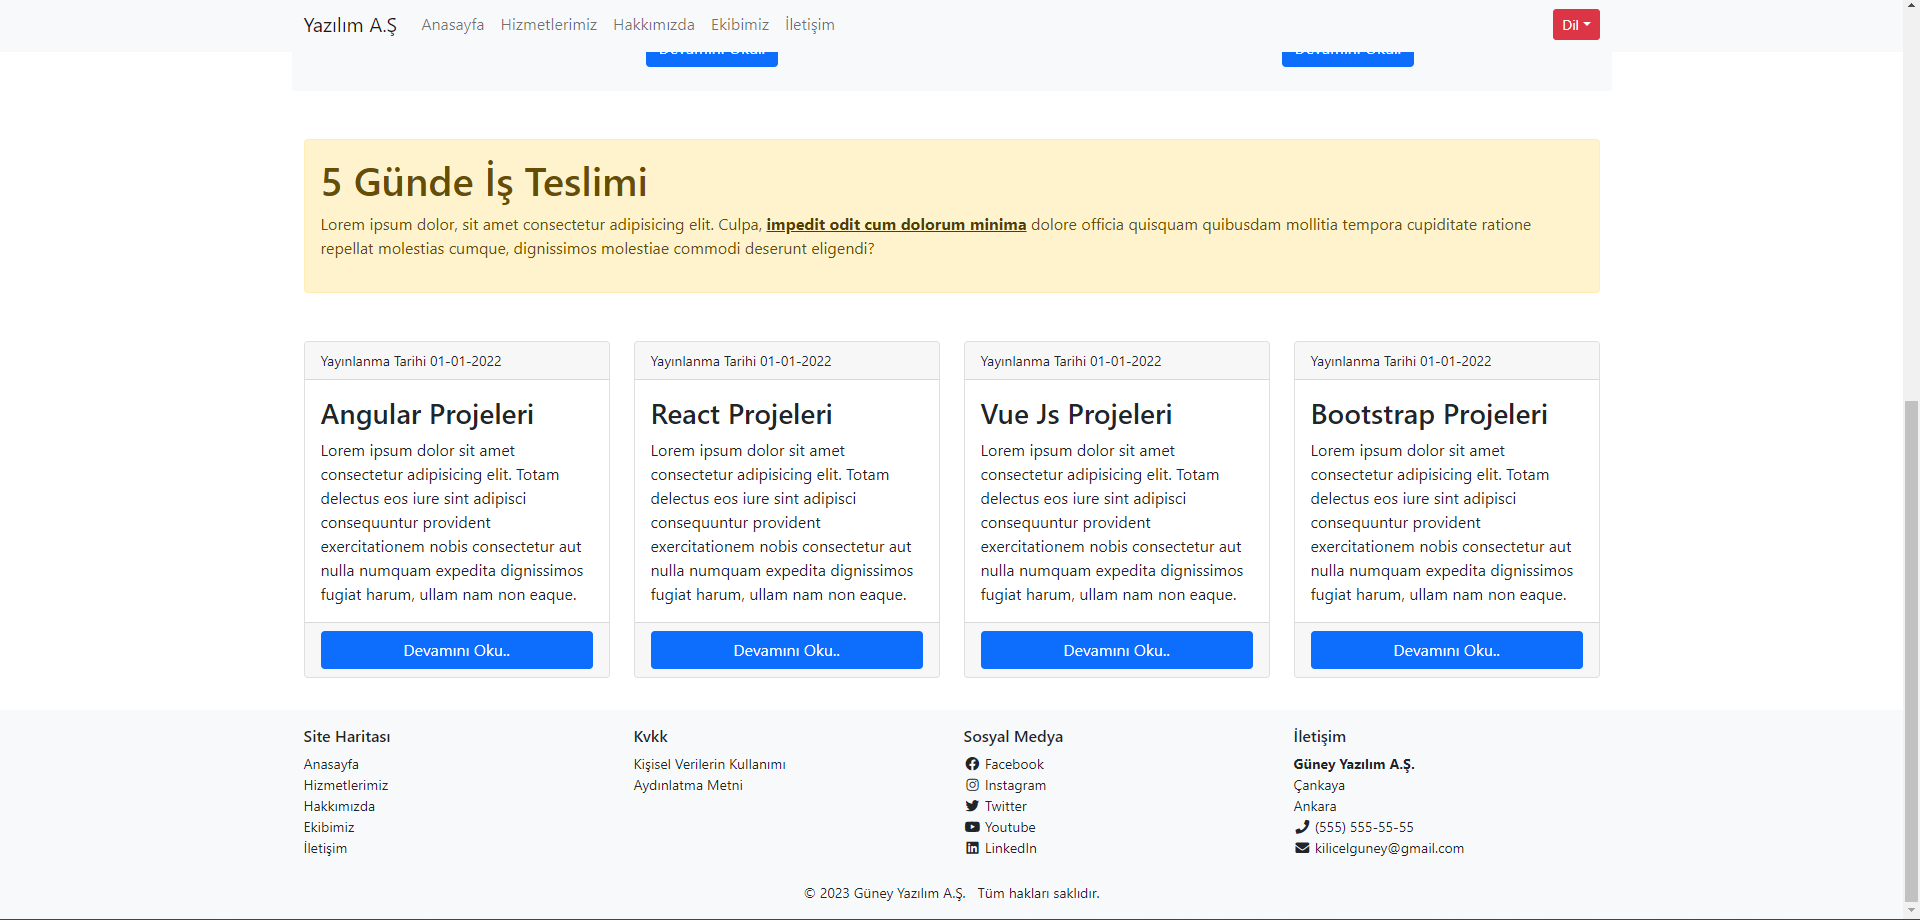 Yazılım A.Ş Anasayfa Hizmetlerimiz Hakkımızda Ekibimiz İletişim Dil
Devamını Oku.. Devamını Oku..
5 Günde İş Teslimi
Lorem ipsum dolor, sit amet consectetur adipisicing elit. Culpa, impedit odit cum dolorum minima dolore officia quisquam quibusdam mollitia tempora cupiditate ratione
repellat molestias cumque, dignissimos molestiae commodi deserunt eligendi?
Yayınlanma Tarihi 01-01-2022
Angular Projeleri
Lorem ipsum dolor sit amet
consectetur adipisicing elit. Totam
delectus eos iure sint adipisci
consequuntur provident
exercitationem nobis consectetur aut
nulla numquam expedita dignissimos
fugiat harum, ullam nam non eaque.
Devamını Oku..
Yayınlanma Tarihi 01-01-2022
React Projeleri
Lorem ipsum dolor sit amet
consectetur adipisicing elit. Totam
delectus eos iure sint adipisci
consequuntur provident
exercitationem nobis consectetur aut
nulla numquam expedita dignissimos
fugiat harum, ullam nam non eaque.
Devamını Oku..
Yayınlanma Tarihi 01-01-2022
Vue Js Projeleri
Lorem ipsum dolor sit amet
consectetur adipisicing elit. Totam
delectus eos iure sint adipisci
consequuntur provident
exercitationem nobis consectetur aut
nulla numquam expedita dignissimos
fugiat harum, ullam nam non eaque.
Devamını Oku..
Yayınlanma Tarihi 01-01-2022
Bootstrap Projeleri
Lorem ipsum dolor sit amet
consectetur adipisicing elit. Totam
delectus eos iure sint adipisci
consequuntur provident
exercitationem nobis consectetur aut
nulla numquam expedita dignissimos
fugiat harum, ullam nam non eaque.
Devamını Oku..
Site Haritası
Anasayfa
Hizmetlerimiz
Hakkımızda
Ekibimiz
İletişim
Kvkk
Kişisel Verilerin Kullanımı
Aydınlatma Metni
Sosyal Medya
Facebook
Instagram
Twitter
Youtube
LinkedIn
İletişim
Güney Yazılım A.Ş.
Çankaya
Ankara
(555) 555-55-55
kilicelguney@gmail.com
© 2023 Güney Yazılım A.Ş. Tüm hakları saklıdır.